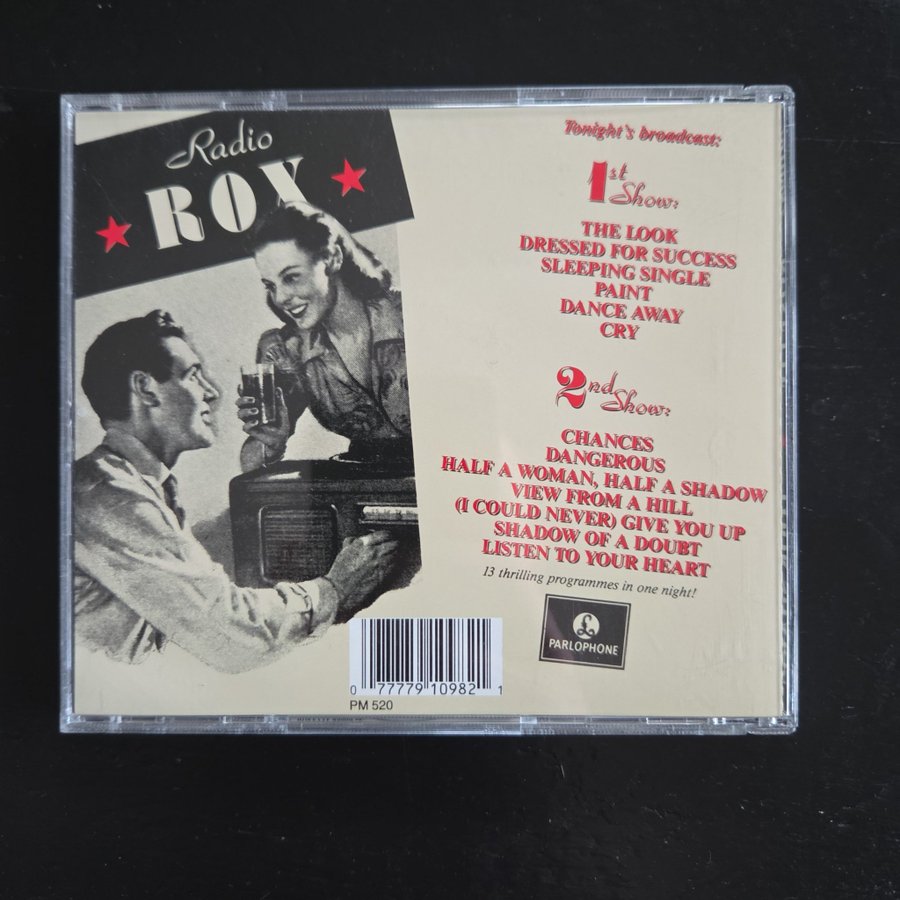 Radio
ROX
Tonight's broadcast:
1st Show:
THE LOOK
DRESSED FOR SUCCESS
SLEEPING SINGLE
PAINT
DANCE AWAY
CRY
2nd Show:
CHANCES
DANGEROUS
HALF A WOMAN, HALF A SHADOW
VIEW FROM A HILL
(I COULD NEVER) GIVE YOU UP
SHADOW OF A DOUBT
LISTEN TO YOUR HEART
13 thrilling programmes in one night!
£
PARLOPHONE
0 77779 10982 1
PM 520